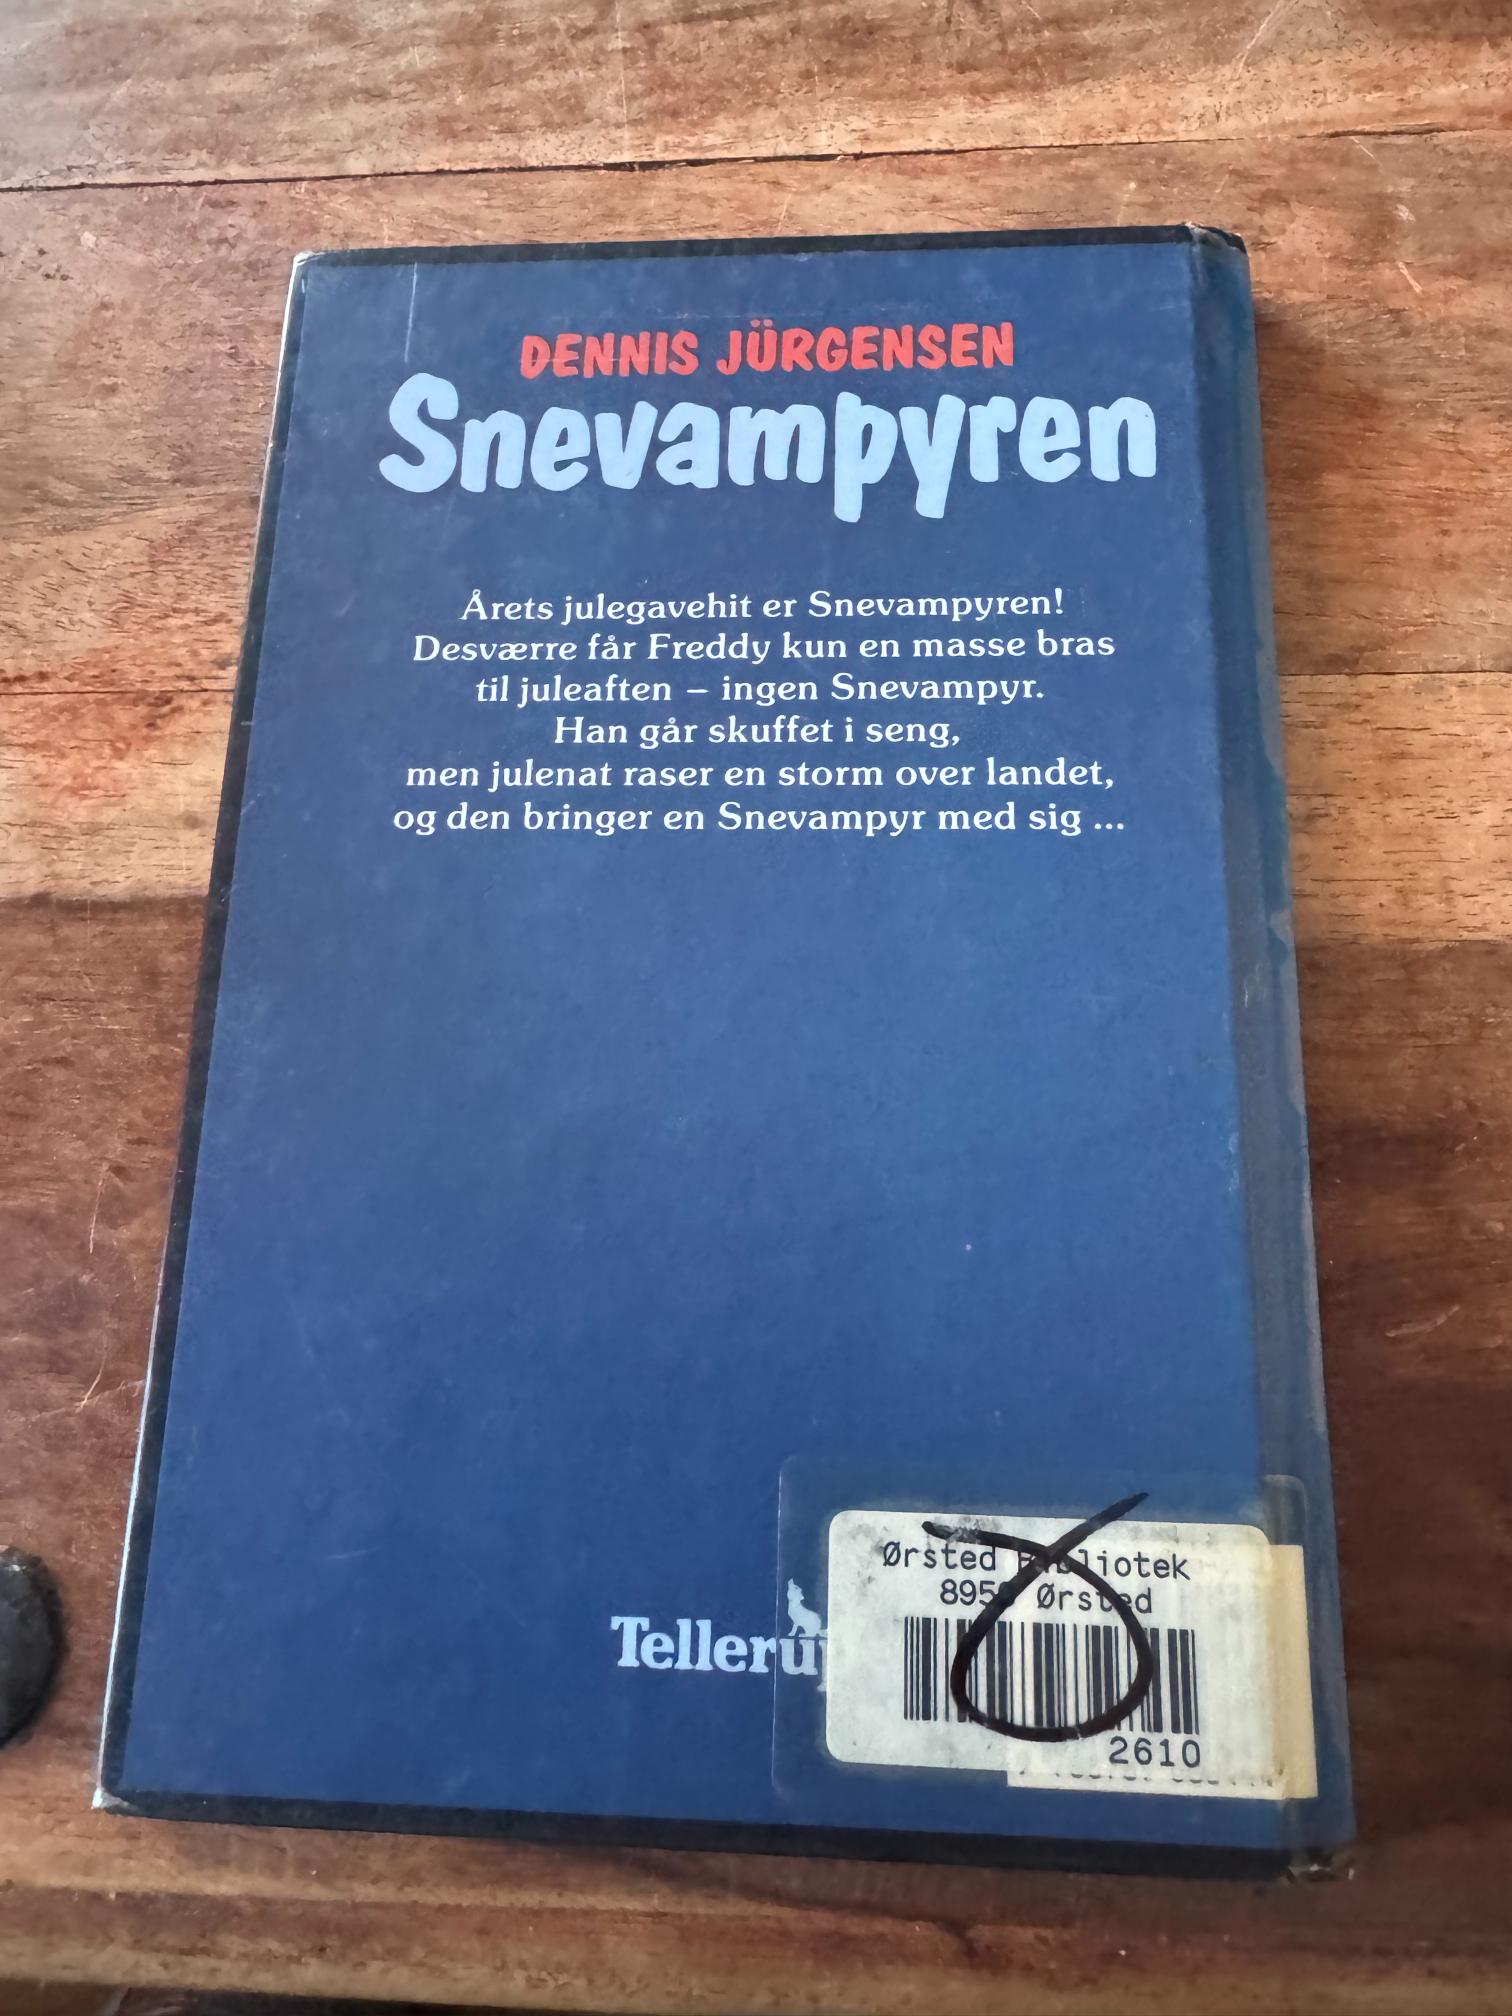 DENNIS JÜRGENSEN
Snevampyren
Årets julegavehit er Snevampyren!
Desværre får Freddy kun en masse bras
til juleaften – ingen Snevampyr.
Han går skuffet i seng,
men julenat raser en storm over landet,
og den bringer en Snevampyr med sig ...
Ørsted Bibliotek
Ørsted
2610